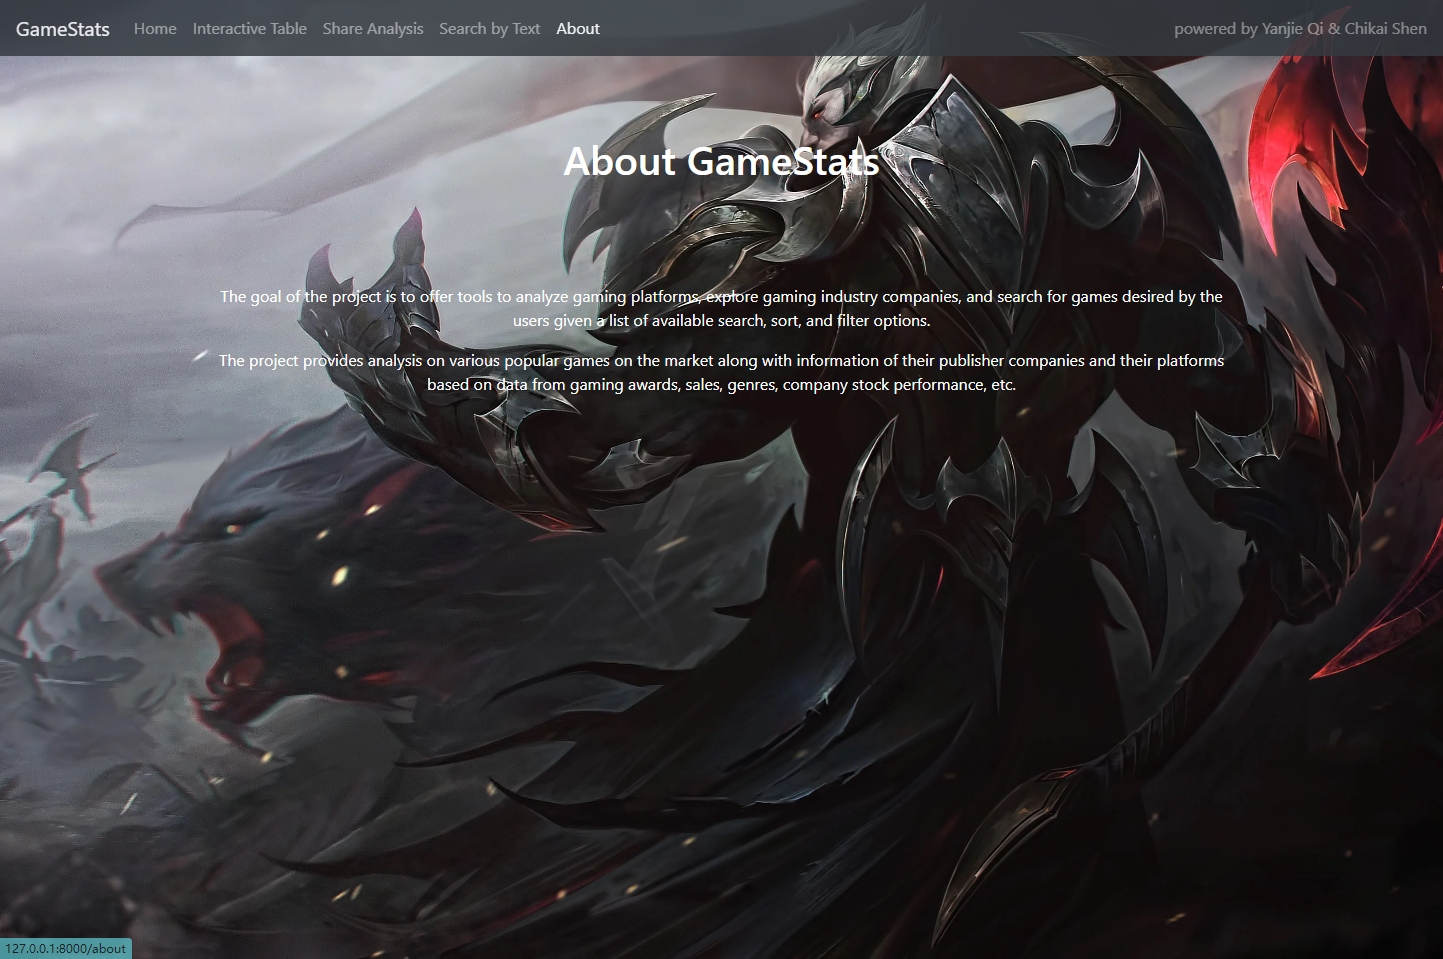 GameStats Home Interactive Table Share Analysis Search by Text About powered by Yanjie Qi & Chikai Shen
About GameStats
The goal of the project is to offer tools to analyze gaming platforms, explore gaming industry companies, and search for games desired by the
users given a list of available search, sort, and filter options.
The project provides analysis on various popular games on the market along with information of their publisher companies and their platforms
based on data from gaming awards, sales, genres, company stock performance, etc.
127.0.0.1:8000/about